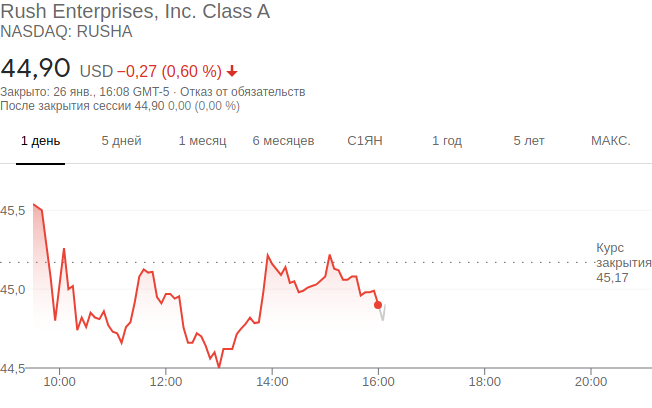 Rush Enterprises, Inc. Class A
NASDAQ: RUSHA
44,90 USD −0,27 (0,60 %)
Закрыто: 26 янв., 16:08 GMT-5 · Отказ от обязательств
После закрытия сессии 44,90 0,00 (0,00 %)
1 день 5 дней 1 месяц 6 месяцев С1ЯН 1 год 5 лет МАКС.
45,5
Курс
закрытия
45,17
45,0
44,5
10:00 12:00 14:00 16:00 18:00 20:00